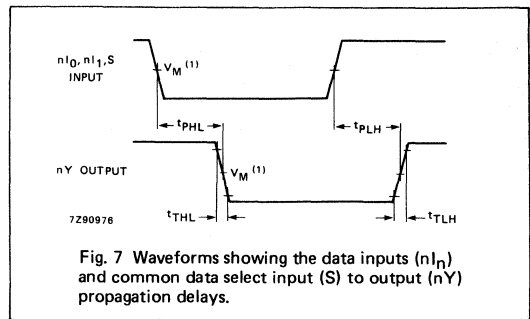 nI0, nI1, S
INPUT
VM (1)
tPHL
tPLH
nY OUTPUT
VM (1)
7Z90976
tTHL
tTLH
Fig. 7 Waveforms showing the data inputs (nIn)
and common data select input (S) to output (nY)
propagation delays.